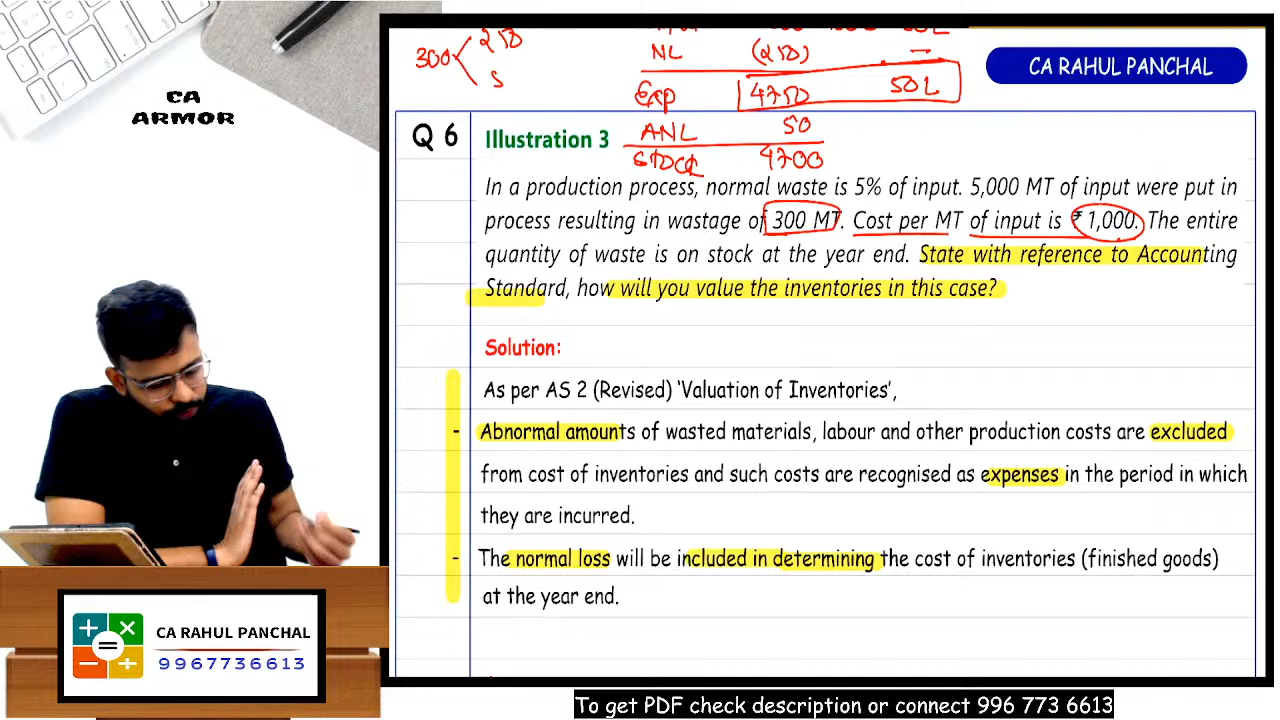 300 250
NL (250) —
CA RAHUL PANCHAL
Exp 4750 50L
CA
ARMOR
Q 6 Illustration 3 ANL 50
STOCK 4700
In a production process, normal waste is 5% of input. 5,000 MT of input were put in
process resulting in wastage of 300 MT. Cost per MT of input is ₹ 1,000. The entire
quantity of waste is on stock at the year end. State with reference to Accounting
Standard, how will you value the inventories in this case?
Solution:
As per AS 2 (Revised) ‘Valuation of Inventories’,
- Abnormal amounts of wasted materials, labour and other production costs are excluded
from cost of inventories and such costs are recognised as expenses in the period in which
they are incurred.
- The normal loss will be included in determining the cost of inventories (finished goods)
at the year end.
CA RAHUL PANCHAL
9967736613
To get PDF check description or connect 996 773 6613